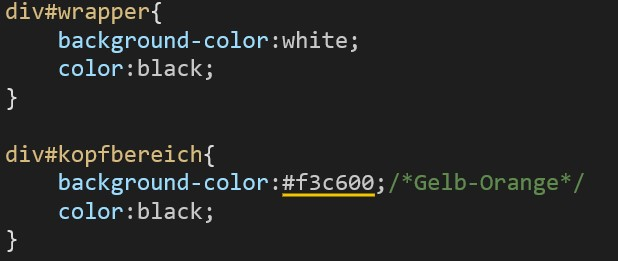 div#wrapper{
    background-color:white;
    color:black;
}

div#kopfbereich{
    background-color:#f3c600;/*Gelb-Orange*/
    color:black;
}